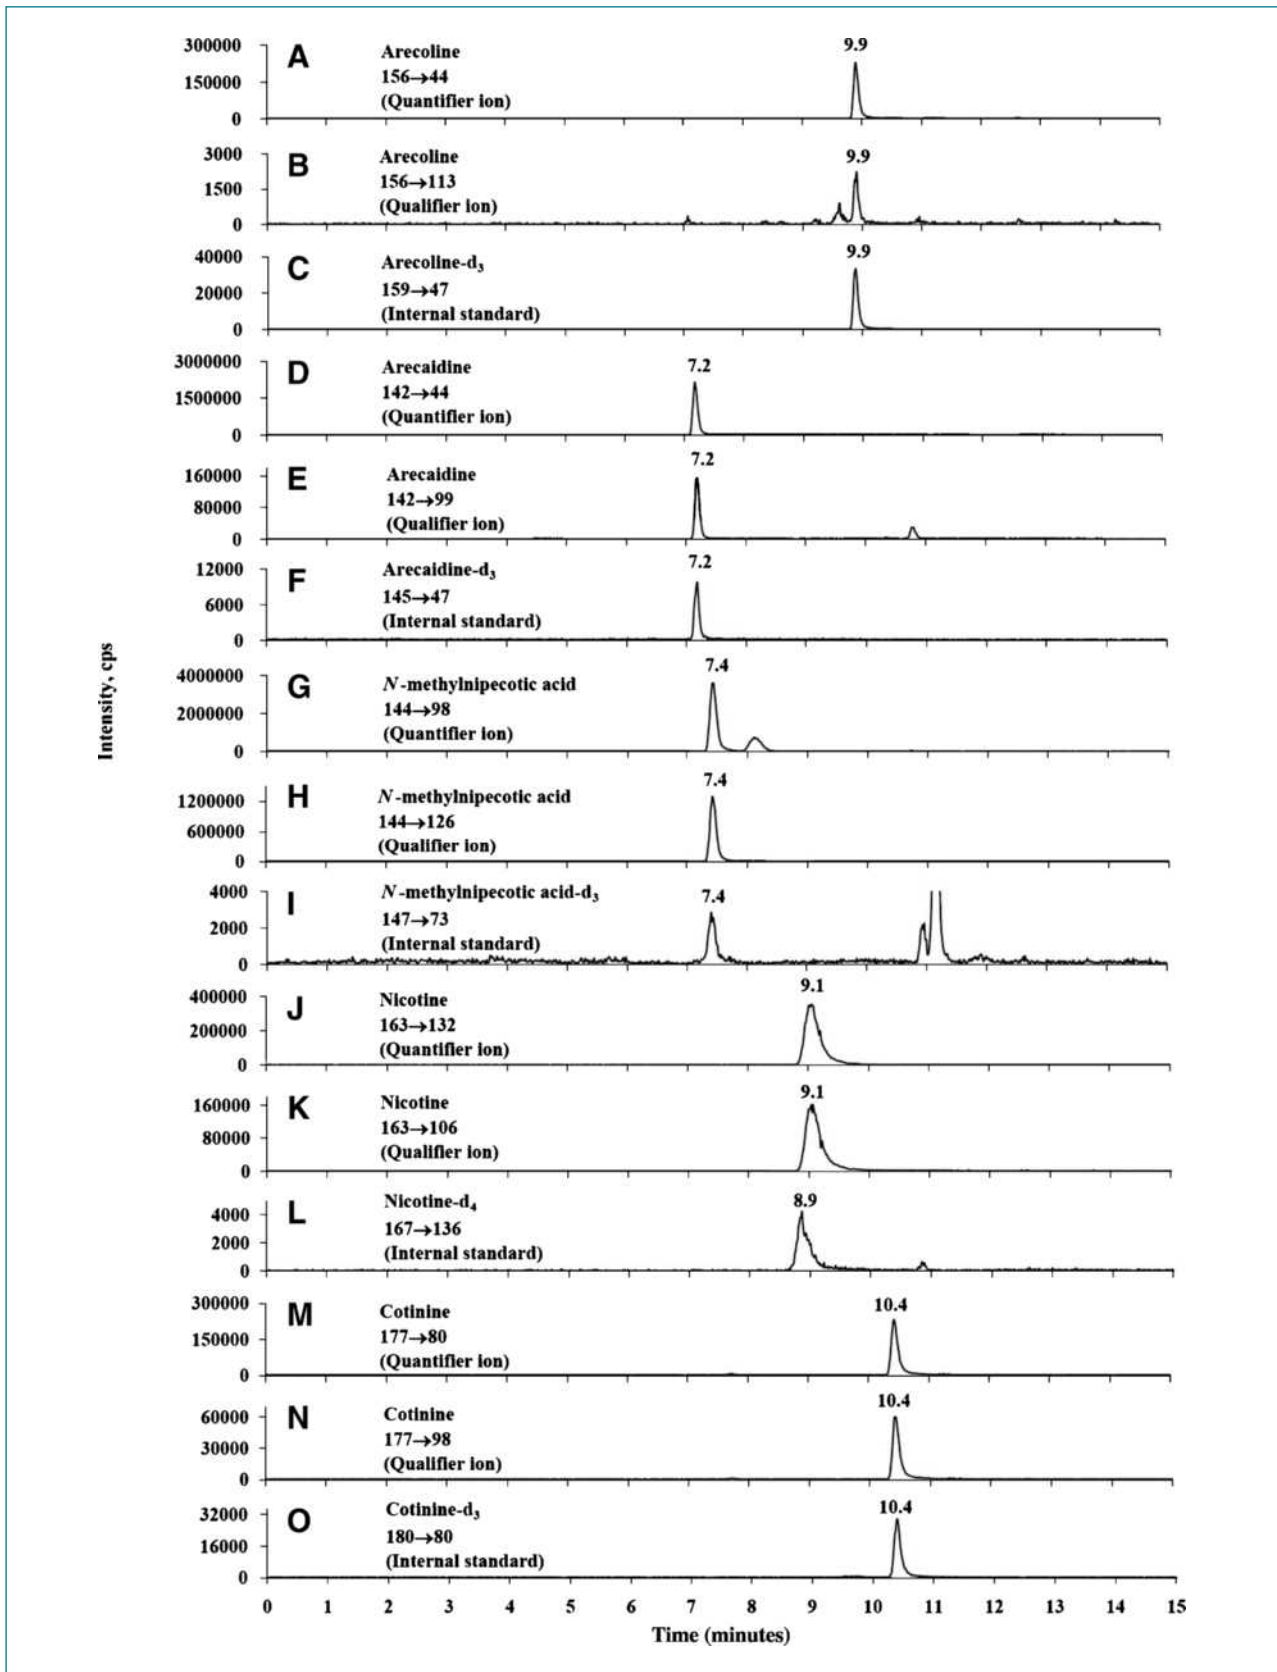 300000
150000
0
A
Arecoline
156→44
(Quantifier ion)
9.9
3000
1500
0
B
Arecoline
156→113
(Qualifier ion)
9.9
40000
20000
0
C
Arecoline-d₃
159→47
(Internal standard)
9.9
3000000
1500000
0
D
Arecaidine
142→44
(Quantifier ion)
7.2
160000
80000
0
E
Arecaidine
142→99
(Qualifier ion)
7.2
12000
6000
0
F
Arecaidine-d₃
145→47
(Internal standard)
7.2
Intensity, cps
4000000
2000000
0
G
N-methylnipecotic acid
144→98
(Quantifier ion)
7.4
1200000
600000
0
H
N-methylnipecotic acid
144→126
(Qualifier ion)
7.4
4000
2000
0
I
N-methylnipecotic acid-d₃
147→73
(Internal standard)
7.4
400000
200000
0
J
Nicotine
163→132
(Quantifier ion)
9.1
160000
80000
0
K
Nicotine
163→106
(Qualifier ion)
9.1
4000
2000
0
L
Nicotine-d₄
167→136
(Internal standard)
8.9
300000
150000
0
M
Cotinine
177→80
(Quantifier ion)
10.4
60000
30000
0
N
Cotinine
177→98
(Qualifier ion)
10.4
32000
16000
0
O
Cotinine-d₃
180→80
(Internal standard)
10.4
0 1 2 3 4 5 6 7 8 9 10 11 12 13 14 15
Time (minutes)